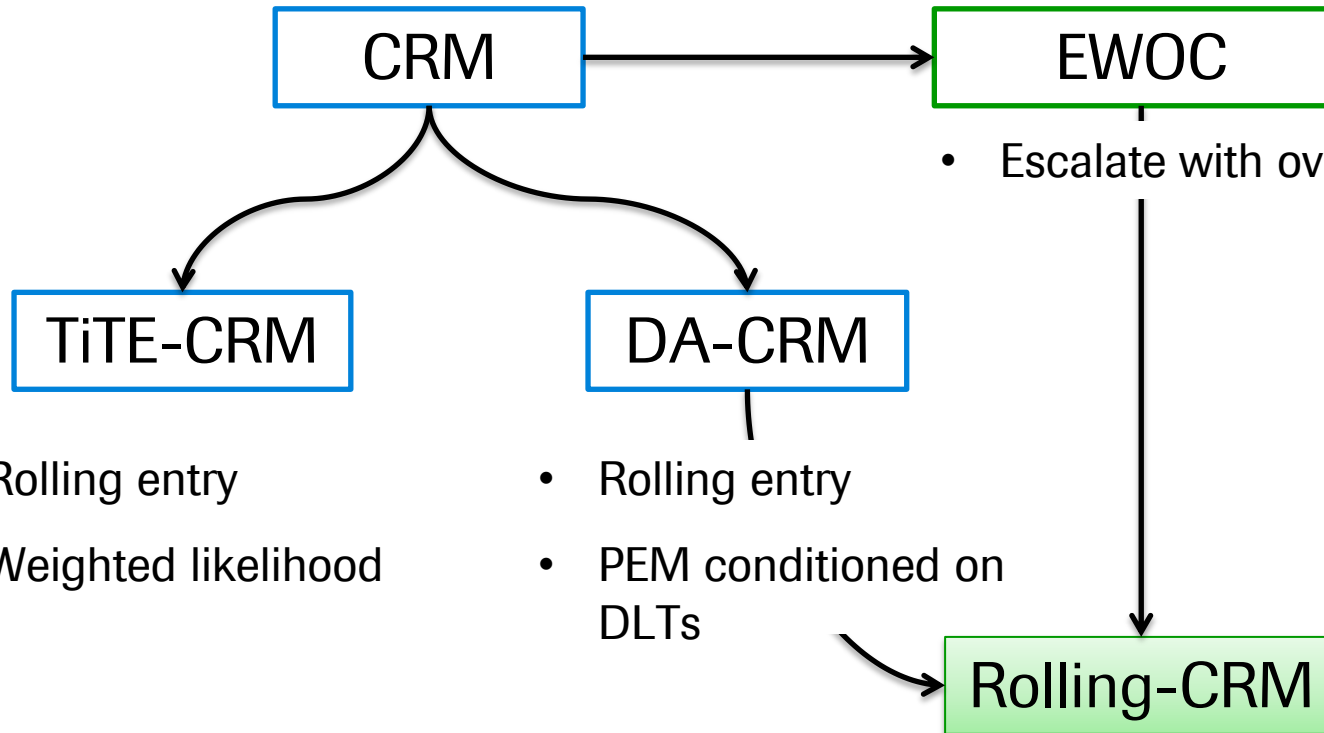 CRM
EWOC
• Escalate with
TiTE-CRM
DA-CRM
Rolling entry
Weighted likelihood
• Rolling entry
• PEM conditioned on
DLTs
Rolling-CRM